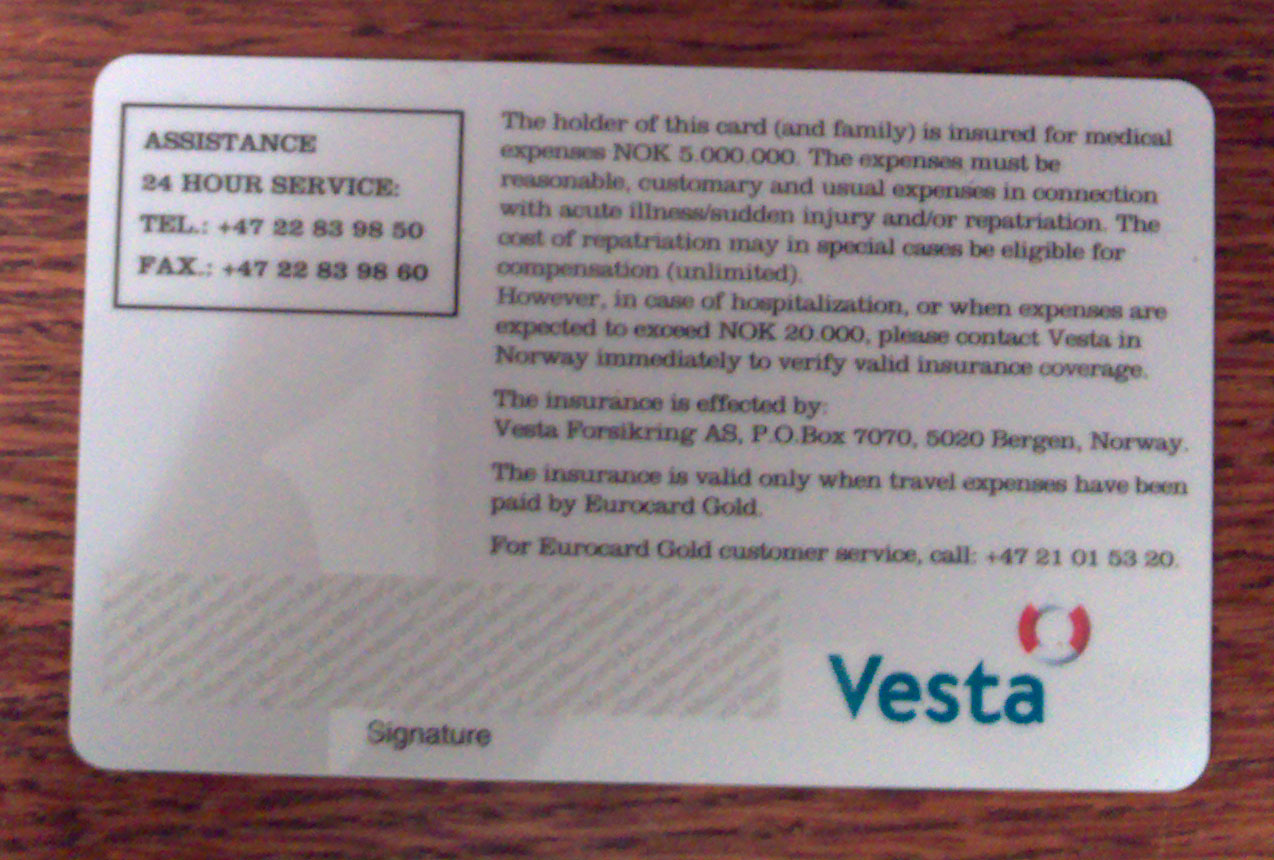 ASSISTANCE
24 HOUR SERVICE:
TEL.: +47 22 83 98 50
FAX.: +47 22 83 98 60
The holder of this card (and family) is insured for medical
expenses NOK 5.000.000. The expenses must be
reasonable, customary and usual expenses in connection
with acute illness/sudden injury and/or repatriation. The
cost of repatriation may in special cases be eligible for
compensation (unlimited).
However, in case of hospitalization, or when expenses are
expected to exceed NOK 20.000, please contact Vesta in
Norway immediately to verify valid insurance coverage.
The insurance is effected by:
Vesta Forsikring AS, P.O.Box 7070, 5020 Bergen, Norway.
The insurance is valid only when travel expenses have been
paid by Eurocard Gold.
For Eurocard Gold customer service, call: +47 21 01 53 20.
Signature
Vesta